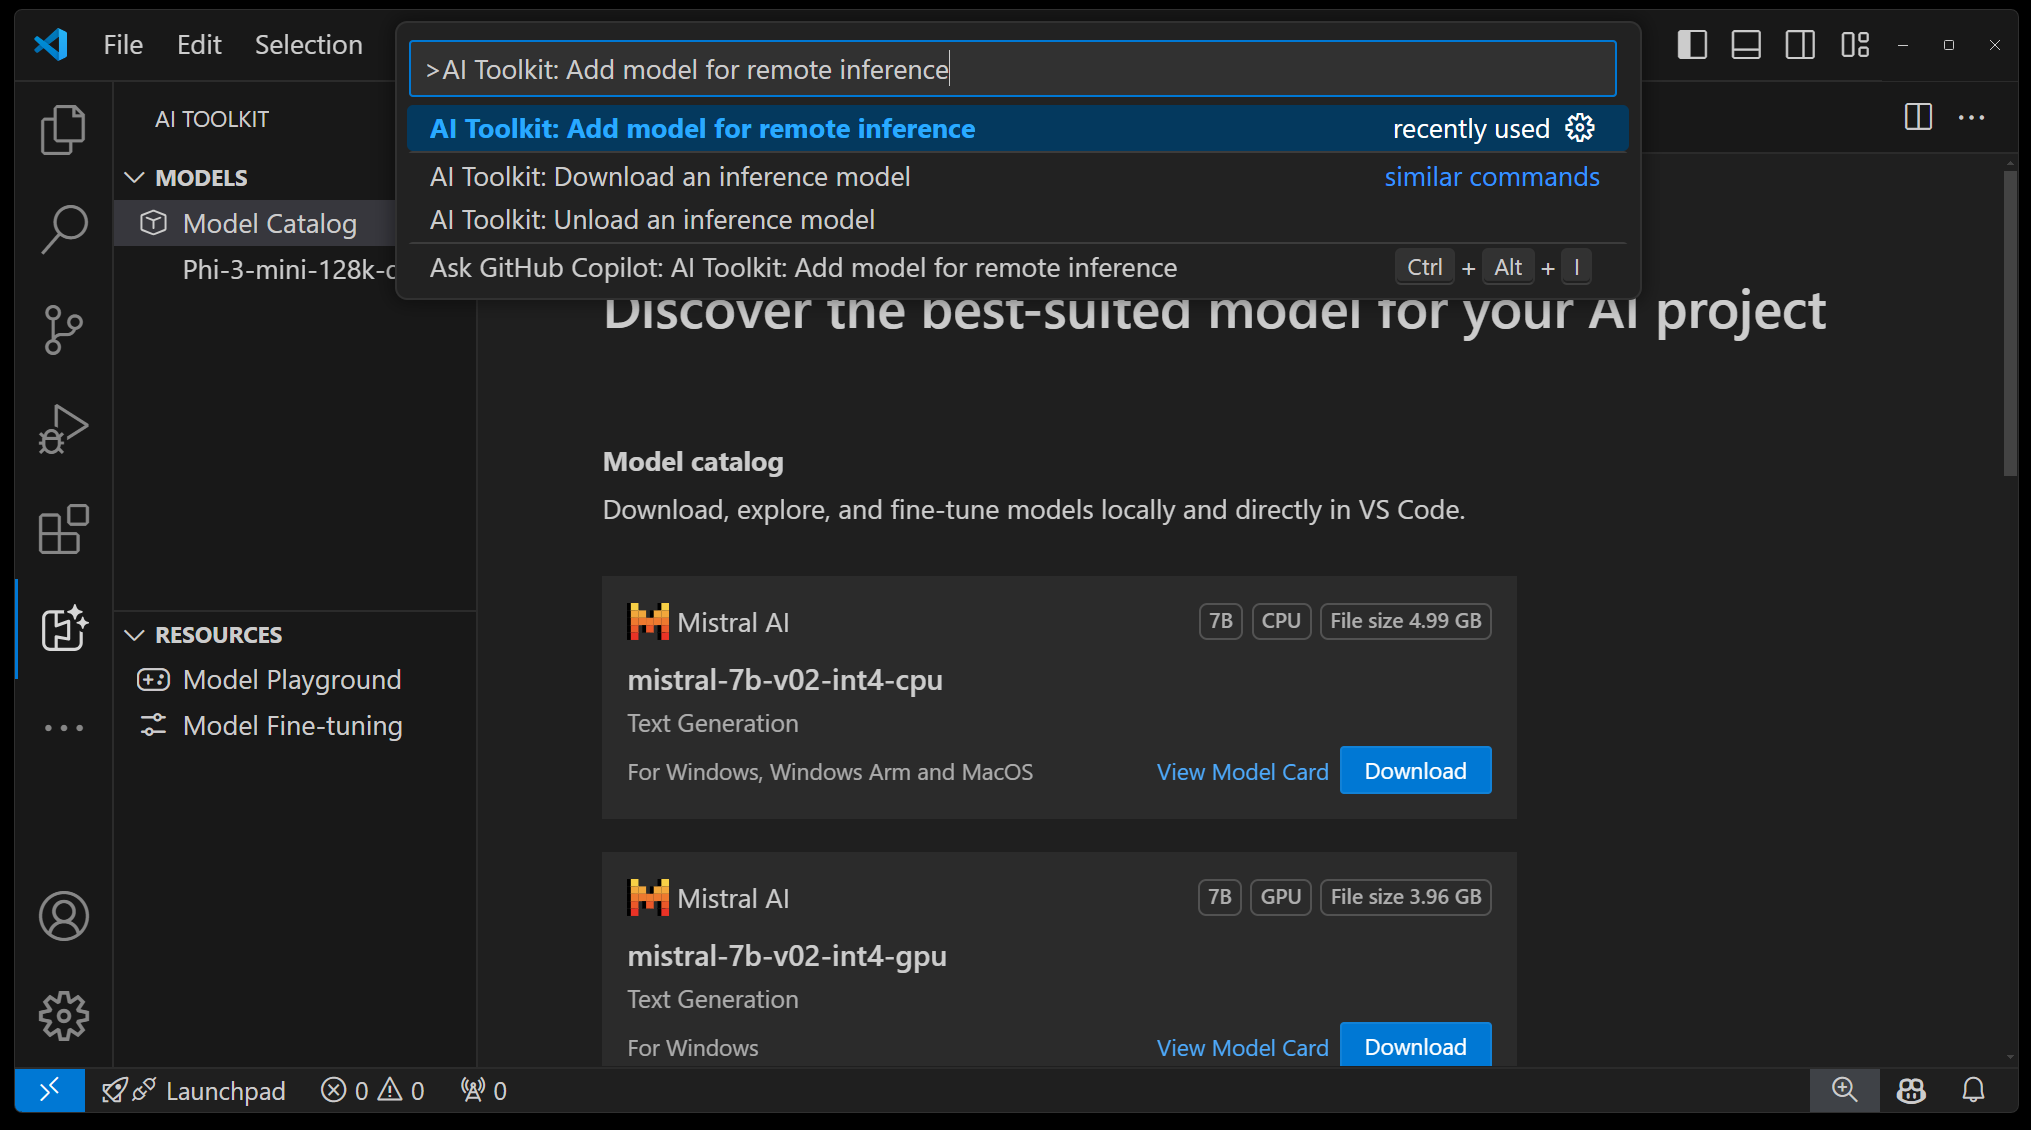 File Edit Selection
>AI Toolkit: Add model for remote inference
AI Toolkit: Add model for remote inference recently used
AI Toolkit: Download an inference model similar commands
AI Toolkit: Unload an inference model
Ask GitHub Copilot: AI Toolkit: Add model for remote inference Ctrl + Alt + I
AI TOOLKIT
MODELS
Model Catalog
Phi-3-mini-128k-c
RESOURCES
Model Playground
Model Fine-tuning
Discover the best-suited model for your AI project
Model catalog
Download, explore, and fine-tune models locally and directly in VS Code.
Mistral AI 7B CPU File size 4.99 GB
mistral-7b-v02-int4-cpu
Text Generation
For Windows, Windows Arm and MacOS View Model Card Download
Mistral AI 7B GPU File size 3.96 GB
mistral-7b-v02-int4-gpu
Text Generation
For Windows View Model Card Download
Launchpad 0 0 0